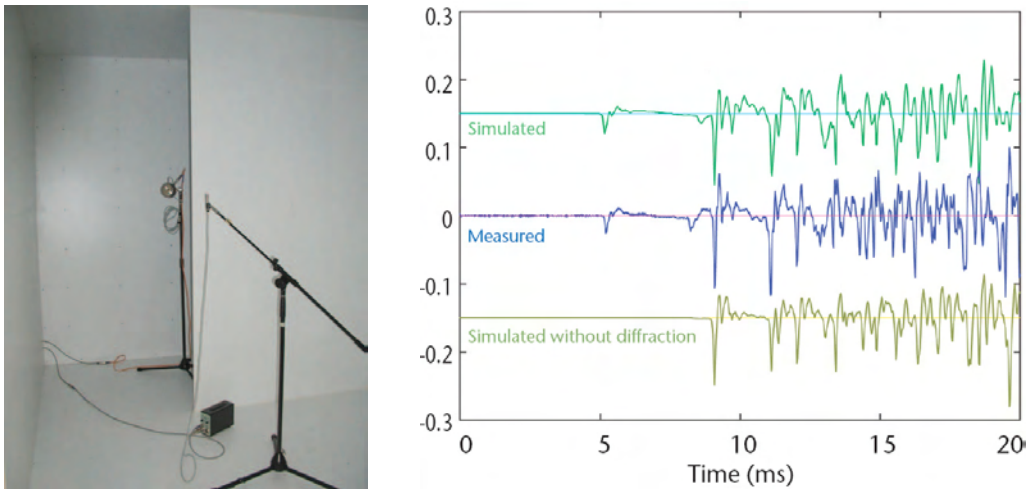 0.3
0.2
Simulated
0.1
0
Measured
-0.1
Simulated without diffraction
-0.2
-0.3
0 5 10 15 20
Time (ms)